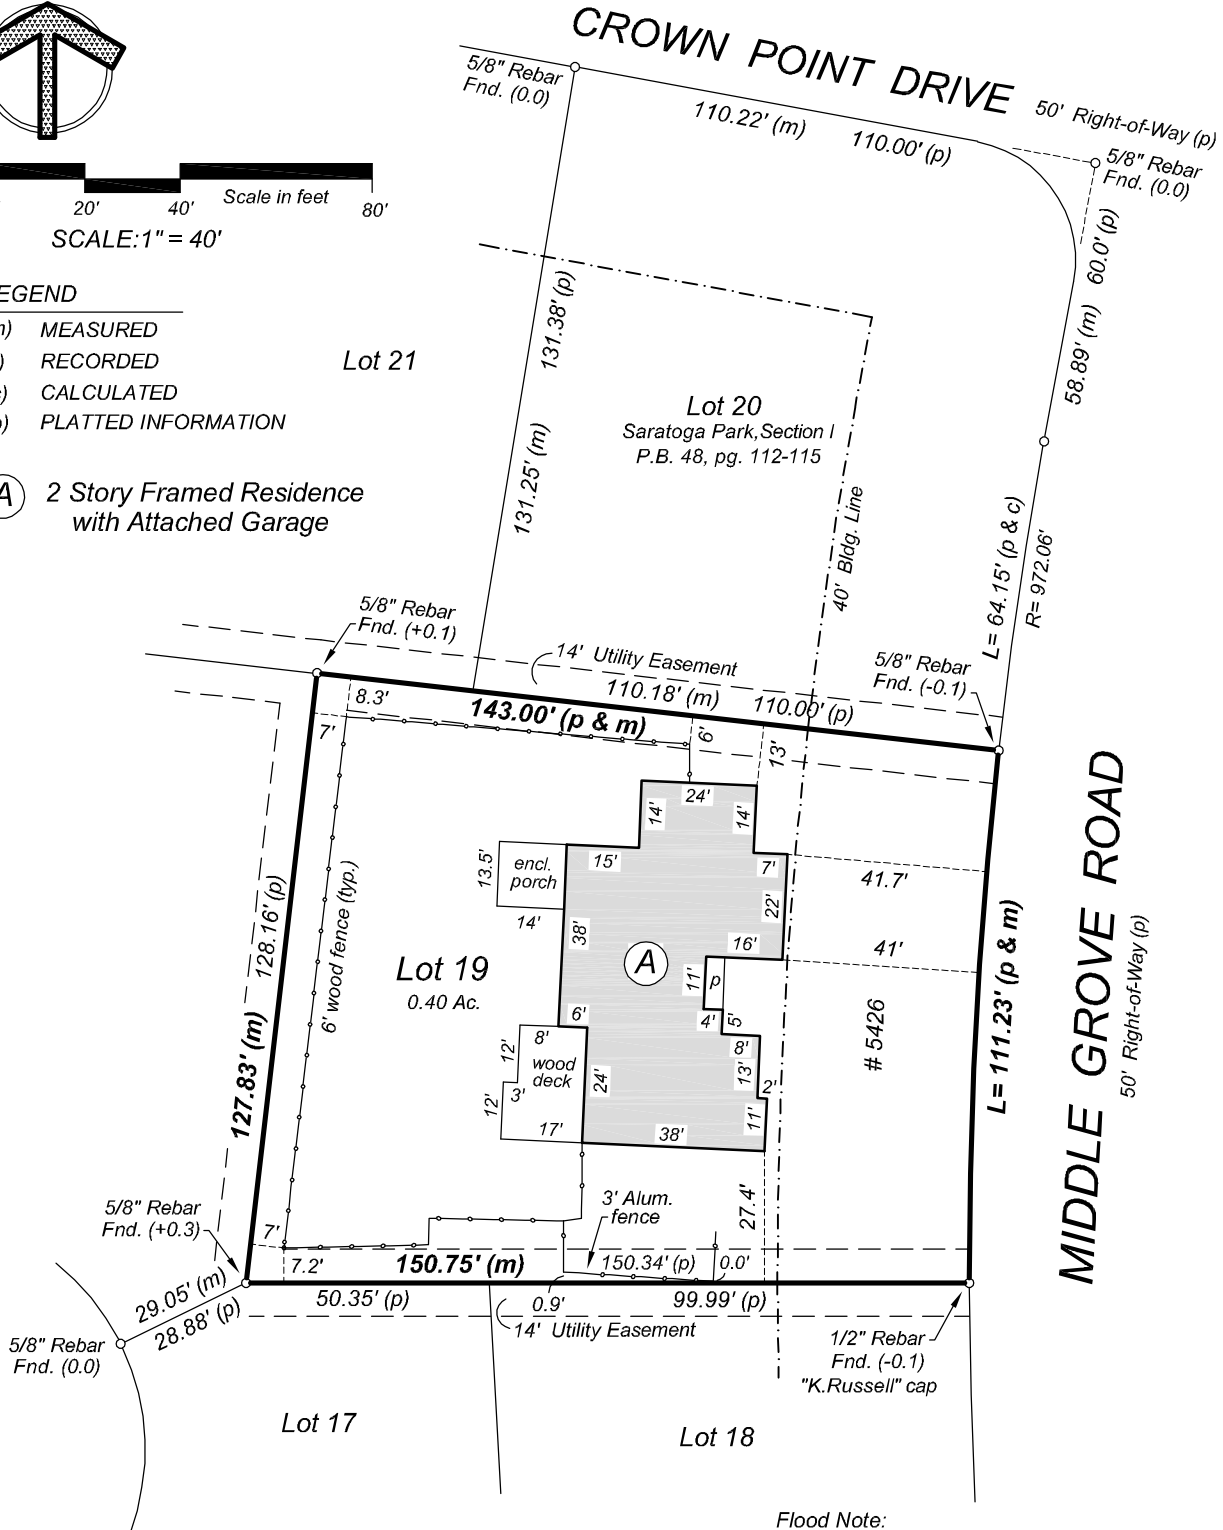 CROWN POINT DRIVE
50' Right-of-Way (p)
5/8" Rebar
Fnd. (0.0)
110.22' (m)
110.00' (p)
5/8" Rebar
Fnd. (0.0)
20'
40'
Scale in feet
80'
SCALE:1" = 40'
60.0' (p)
58.89' (m)
EGEND
MEASURED
RECORDED
CALCULATED
PLATTED INFORMATION
A
2 Story Framed Residence
with Attached Garage
Lot 21
131.38' (p)
131.25' (m)
Lot 20
Saratoga Park,Section I
P.B. 48, pg. 112-115
40' Bldg. Line
L= 64.15' (p & c)
R= 972.06'
5/8" Rebar
Fnd. (+0.1)
14' Utility Easement
5/8" Rebar
Fnd. (-0.1)
110.18' (m)
110.00' (p)
143.00' (p & m)
8.3'
7'
6'
13'
24'
14'
14'
15'
7'
encl.
porch
13.5'
14'
38'
22'
41.7'
16'
41'
A
11'
p
4'
5'
Lot 19
0.40 Ac.
6' wood fence (typ.)
128.16' (p)
127.83' (m)
6'
8'
12'
wood
deck
3'
12'
17'
24'
8'
13'
2'
11'
38'
# 5426
L= 111.23' (p & m)
MIDDLE GROVE ROAD
50' Right-of-Way (p)
27.4'
3' Alum.
fence
5/8" Rebar
Fnd. (+0.3)
7'
7.2'
150.75' (m)
150.34' (p)
0.0'
50.35' (p)
0.9'
99.99' (p)
14' Utility Easement
29.05' (m)
28.88' (p)
5/8" Rebar
Fnd. (0.0)
1/2" Rebar
Fnd. (-0.1)
"K.Russell" cap
Lot 17
Lot 18
Flood Note: